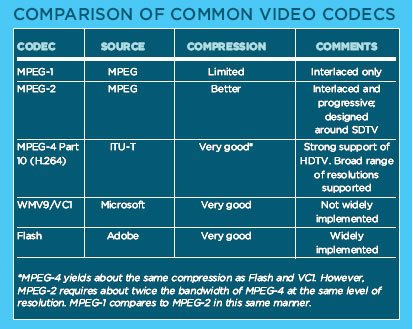 COMPARISON OF COMMON VIDEO CODECS
CODEC SOURCE COMPRESSION COMMENTS
MPEG-1 MPEG Limited Interlaced only
MPEG-2 MPEG Better Interlaced and
progressive;
designed
around SDTV
MPEG-4 Part ITU-T Very good* Strong support of
10 (H.264) HDTV. Broad range
of resolutions
supported
WMV9/VC1 Microsoft Very good Not widely
implemented
Flash Adobe Very good Widely
implemented
*MPEG-4 yields about the same compression as Flash and VC1. However,
MPEG-2 requires about twice the bandwidth of MPEG-4 at the same level of
resolution. MPEG-1 compares to MPEG-2 in this same manner.